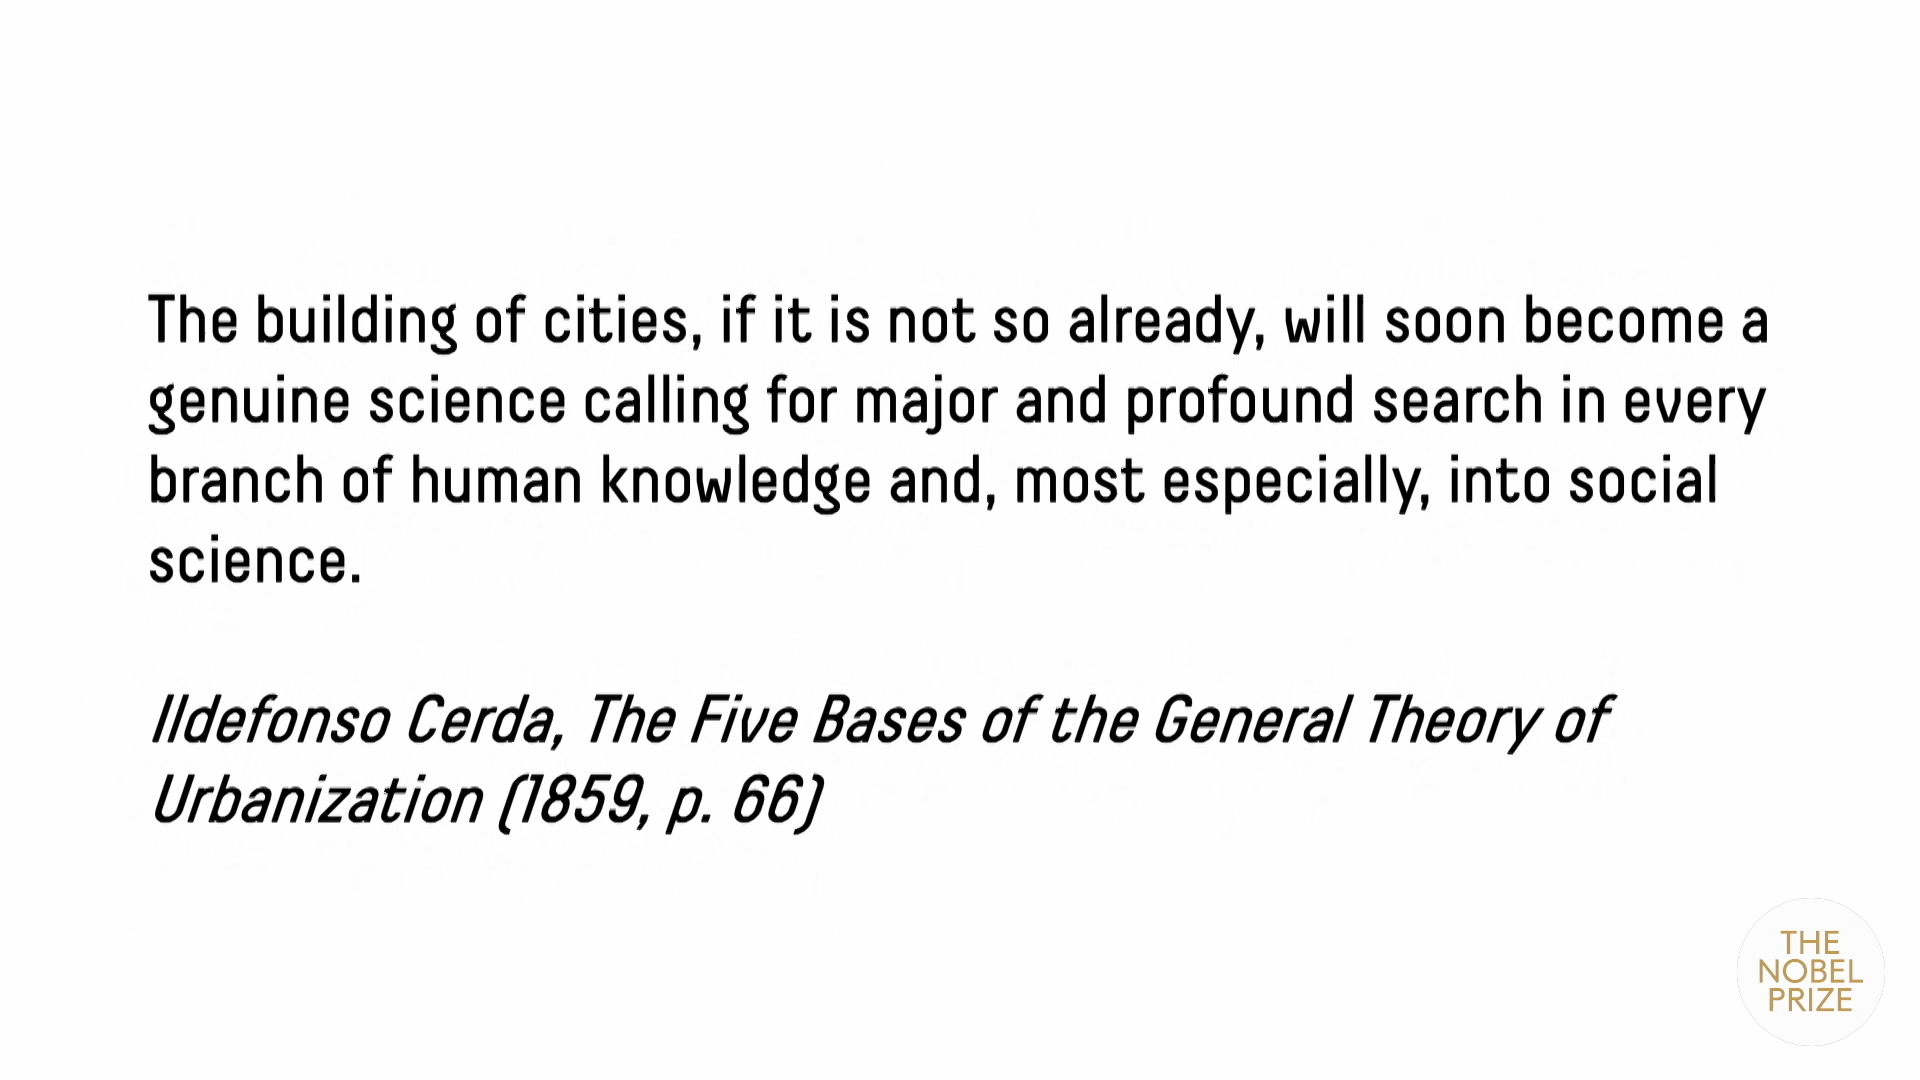 The building of cities, if it is not so already, will soon become a
genuine science calling for major and profound search in every
branch of human knowledge and, most especially, into social
science.
Ildefonso Cerda, The Five Bases of the General Theory of
Urbanization (1859, p. 66)
THE
NOBEL
PRIZE